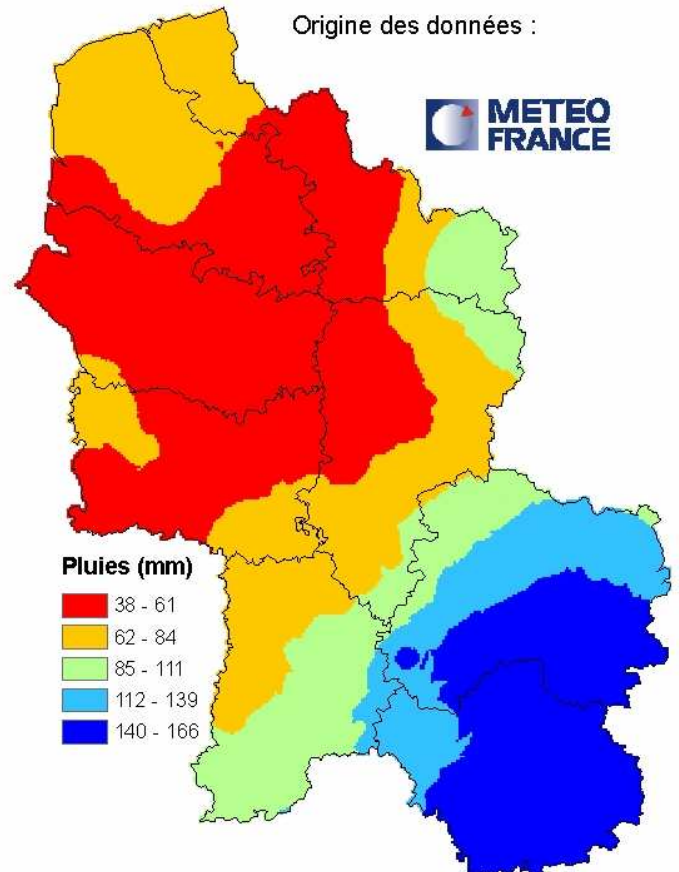 Origine des données :
METEO
FRANCE
Pluies (mm)
38 - 61
62 - 84
85 - 111
112 - 139
140 - 166